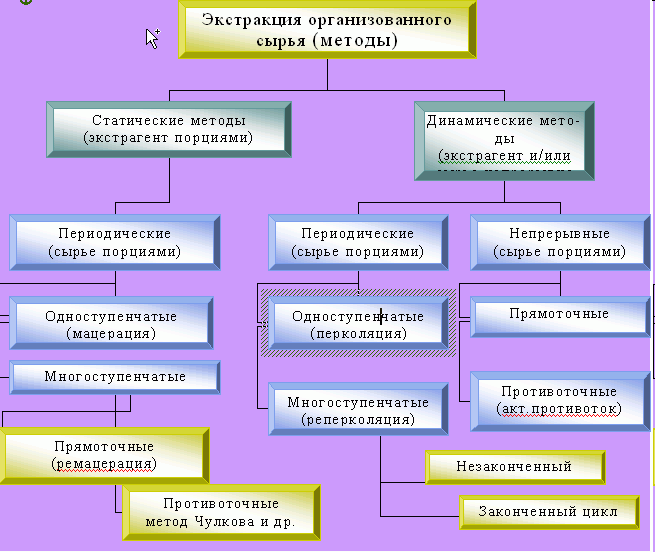 Экстракция организованного
сырья (методы)
Статические методы
(экстрагент порциями)
Динамические мето-
ды
(экстрагент и/или
Периодические
(сырье порциями)
Периодические
(сырье порциями)
Непрерывные
(сырье порциями)
Одноступенчатые
(мацерация)
Одноступенчатые
(перколяция)
Прямоточные
Многоступенчатые
Многоступенчатые
(реперколяция)
Противоточные
(акт.противоток)
Прямоточные
(ремацерация)
Незаконченный
Противоточные
метод Чулкова и др.
Законченный цикл